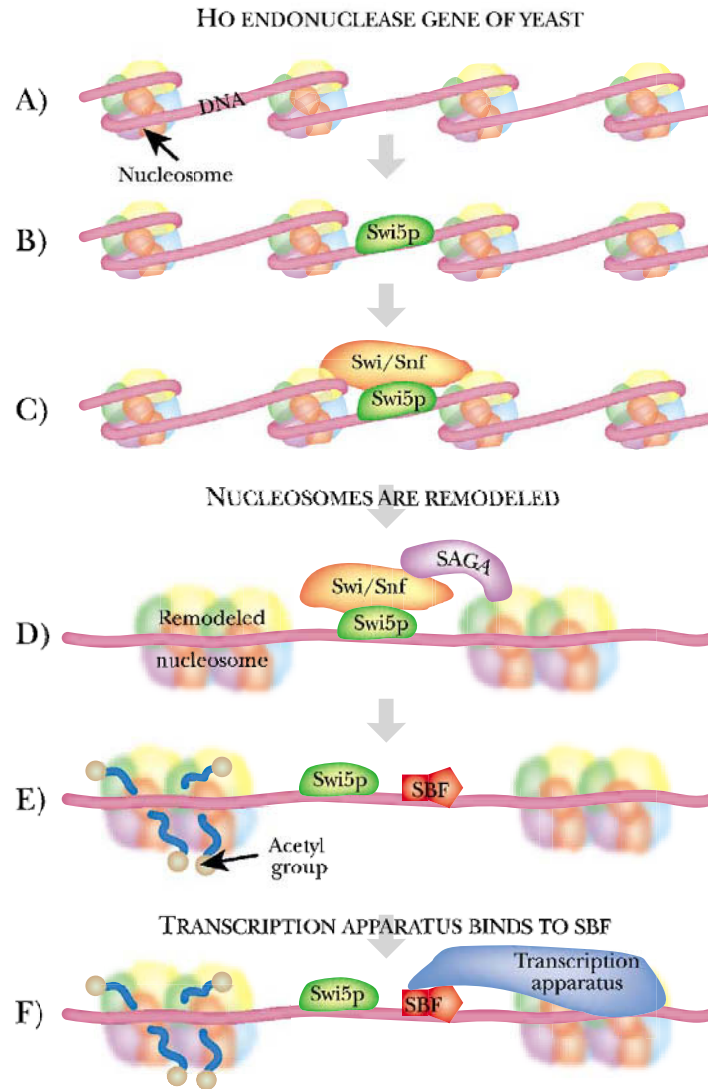 HO ENDONUCLEASE GENE OF YEAST
A)
DNA
Nucleosome
B)
Swi5p
C)
Swi/Snf
Swi5p
NUCLEOSOMES ARE REMODELED
D)
SAGA
Swi/Snf
Swi5p
Remodeled
nucleosome
E)
Swi5p
SBF
Acetyl
group
TRANSCRIPTION APPARATUS BINDS TO SBF
F)
Swi5p
SBF
Transcription
apparatus